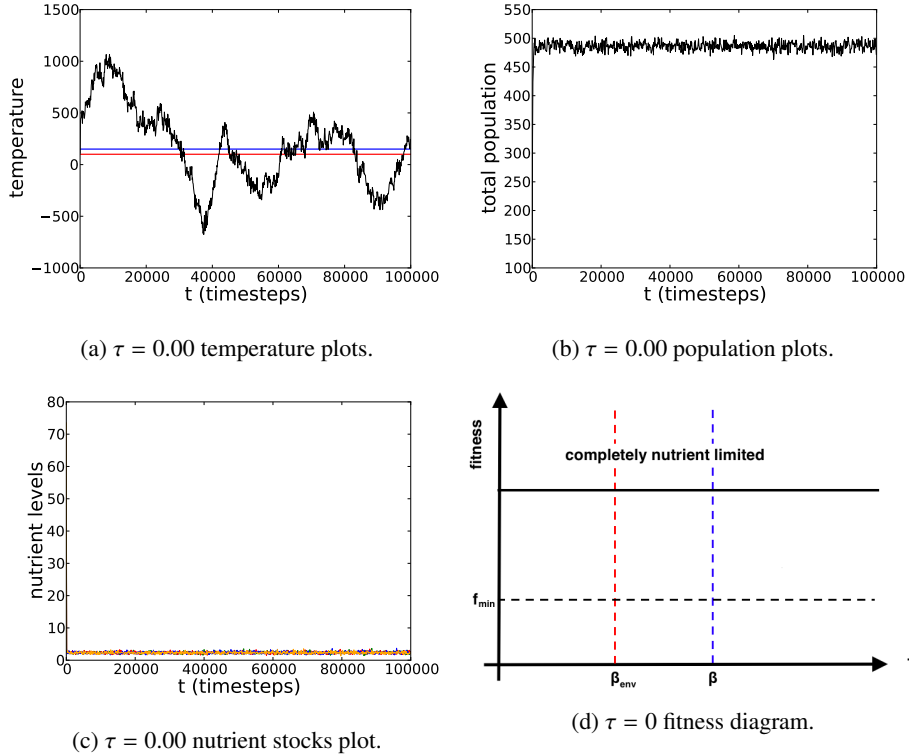 1500
1000
500
0
−500
−1000
temperature
0 20000 40000 60000 80000 100000
t (timesteps)
(a) τ = 0.00 temperature plots.
550
500
450
400
350
300
250
200
150
100
total population
0 20000 40000 60000 80000 100000
t (timesteps)
(b) τ = 0.00 population plots.
80
70
60
50
40
30
20
10
0
nutrient levels
0 20000 40000 60000 80000 100000
t (timesteps)
(c) τ = 0.00 nutrient stocks plot.
fitness
completely nutrient limited
f_min
β_env β
(d) τ = 0 fitness diagram.